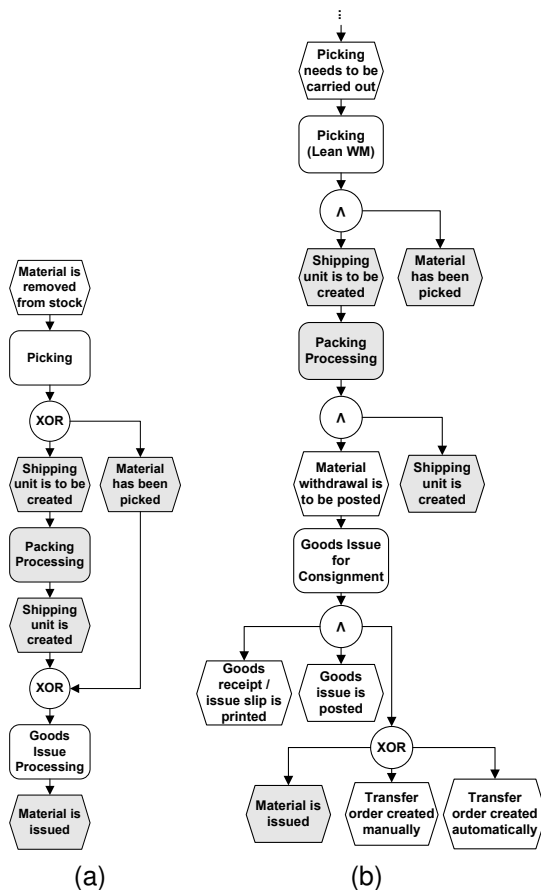 Material is
removed
from stock
Picking
XOR
Shipping
unit is to be
created
Material
has been
picked
Packing
Processing
Shipping
unit is
created
XOR
Goods
Issue
Processing
Material is
issued
(a)
...
Picking
needs to be
carried out
Picking
(Lean WM)
∧
Shipping
unit is to be
created
Material
has been
picked
Packing
Processing
∧
Material
withdrawal is
to be posted
Shipping
unit is
created
Goods Issue
for
Consignment
∧
Goods
receipt /
issue slip is
printed
Goods
issue is
posted
XOR
Material is
issued
Transfer
order created
manually
Transfer
order created
automatically
(b)